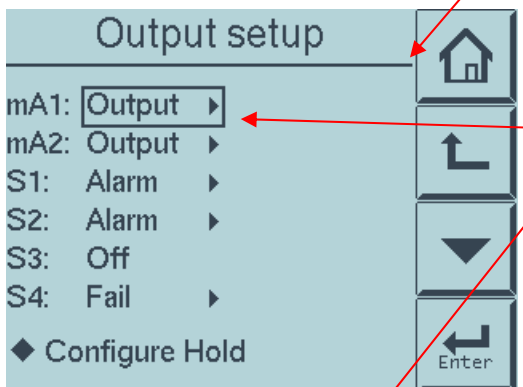 Output setup
mA1: Output
mA2: Output
S1: Alarm
S2: Alarm
S3: Off
S4: Fail
Configure Hold
Enter